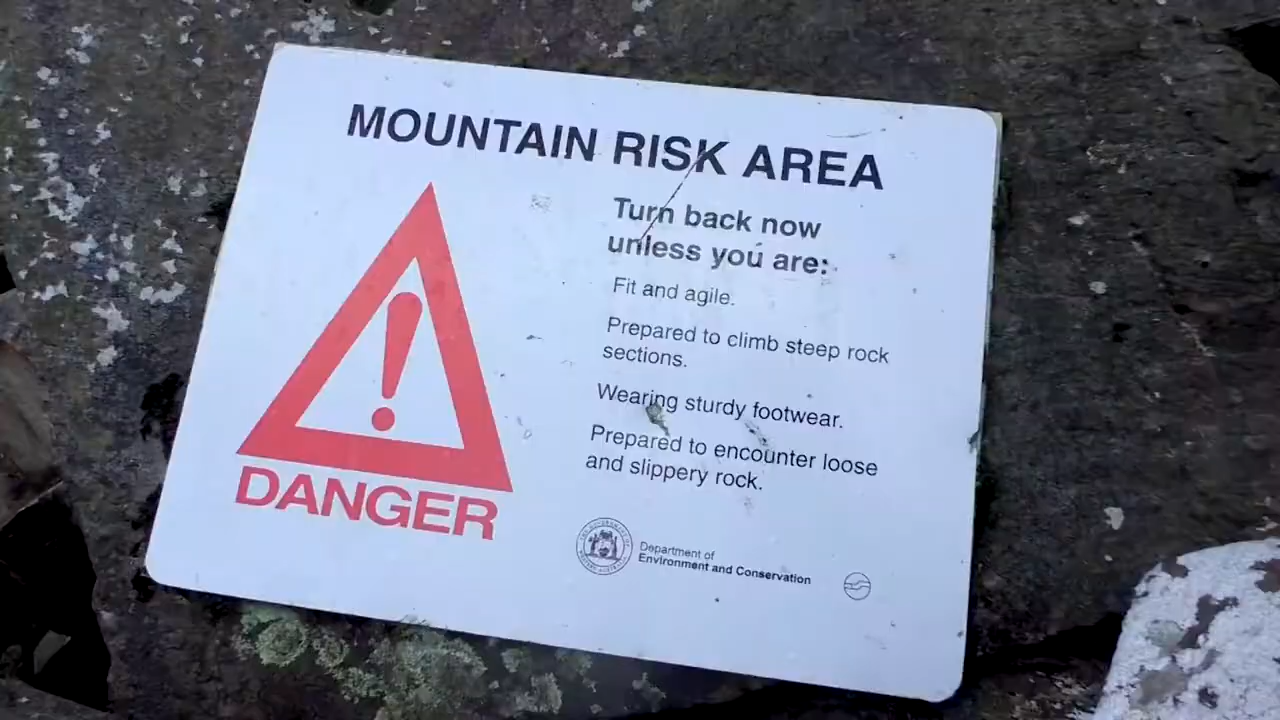 MOUNTAIN RISK AREA
Turn back now
unless you are:
Fit and agile.
Prepared to climb steep rock
sections.
Wearing sturdy footwear.
Prepared to encounter loose
and slippery rock.
DANGER
Department of
Environment and Conservation